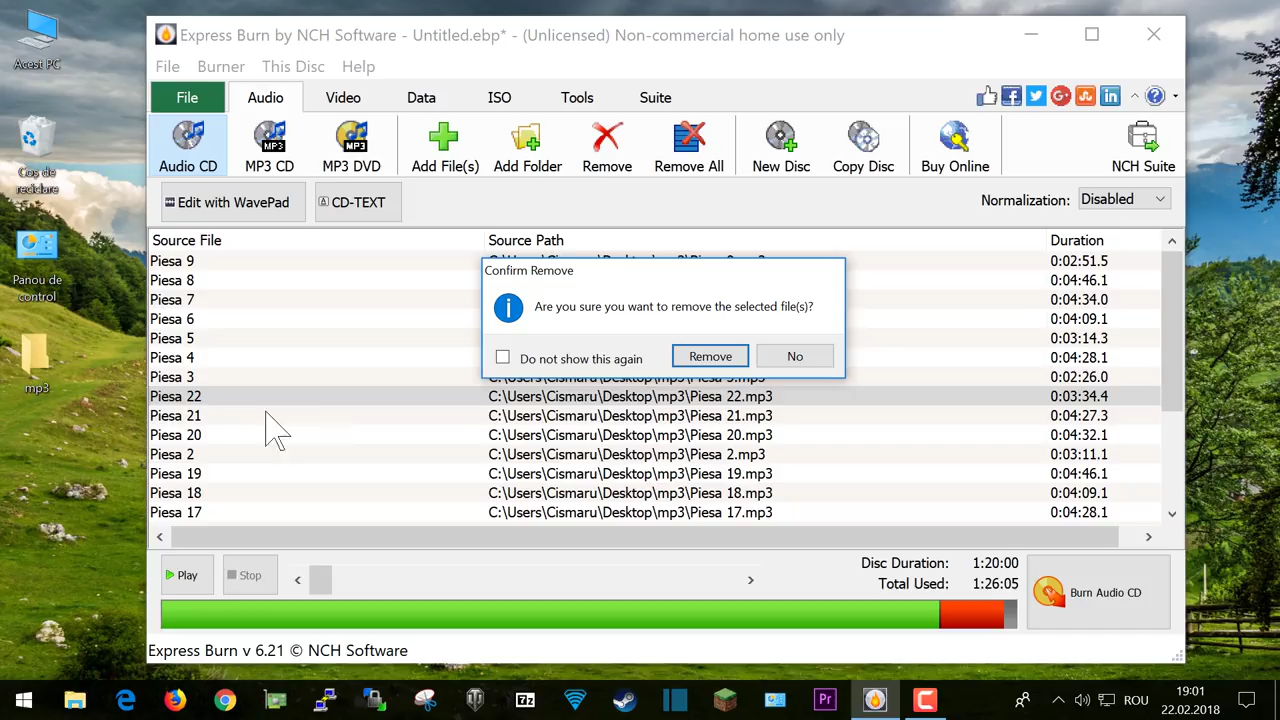 Acest PC
Coș de
reciclare
Panou de
control
mp3
Express Burn by NCH Software - Untitled.ebp* - (Unlicensed) Non-commercial home use only
File Burner This Disc Help
File Audio Video Data ISO Tools Suite
Audio CD MP3 CD MP3 DVD Add File(s) Add Folder Remove Remove All New Disc Copy Disc Buy Online NCH Suite
Edit with WavePad CD-TEXT Normalization: Disabled
Source File Source Path Duration
Piesa 9 0:02:51.5
Piesa 8 0:04:46.1
Piesa 7 0:04:34.0
Piesa 6 0:04:09.1
Piesa 5 0:03:14.3
Piesa 4 0:04:28.1
Piesa 3 0:02:26.0
Piesa 22 C:\Users\Cismaru\Desktop\mp3\Piesa 22.mp3 0:03:34.4
Piesa 21 C:\Users\Cismaru\Desktop\mp3\Piesa 21.mp3 0:04:27.3
Piesa 20 C:\Users\Cismaru\Desktop\mp3\Piesa 20.mp3 0:04:32.1
Piesa 2 C:\Users\Cismaru\Desktop\mp3\Piesa 2.mp3 0:03:11.1
Piesa 19 C:\Users\Cismaru\Desktop\mp3\Piesa 19.mp3 0:04:46.1
Piesa 18 C:\Users\Cismaru\Desktop\mp3\Piesa 18.mp3 0:04:09.1
Piesa 17 C:\Users\Cismaru\Desktop\mp3\Piesa 17.mp3 0:04:28.1
Confirm Remove
Are you sure you want to remove the selected file(s)?
Do not show this again Remove No
Play Stop
Disc Duration: 1:20:00
Total Used: 1:26:05
Burn Audio CD
Express Burn v 6.21 © NCH Software
ROU
19:01
22.02.2018